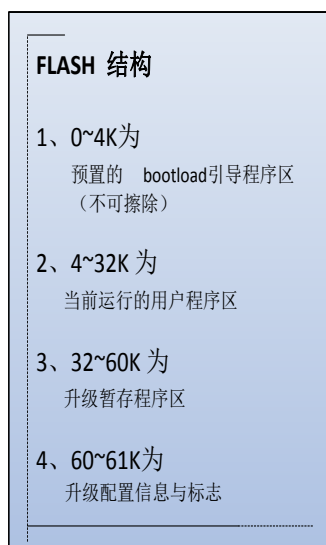 FLASH 结构
1、0~4K为
预置的 bootload引导程序区
（不可擦除）
2、4~32K 为
当前运行的用户程序区
3、32~60K 为
升级暂存程序区
4、60~61K为
升级配置信息与标志